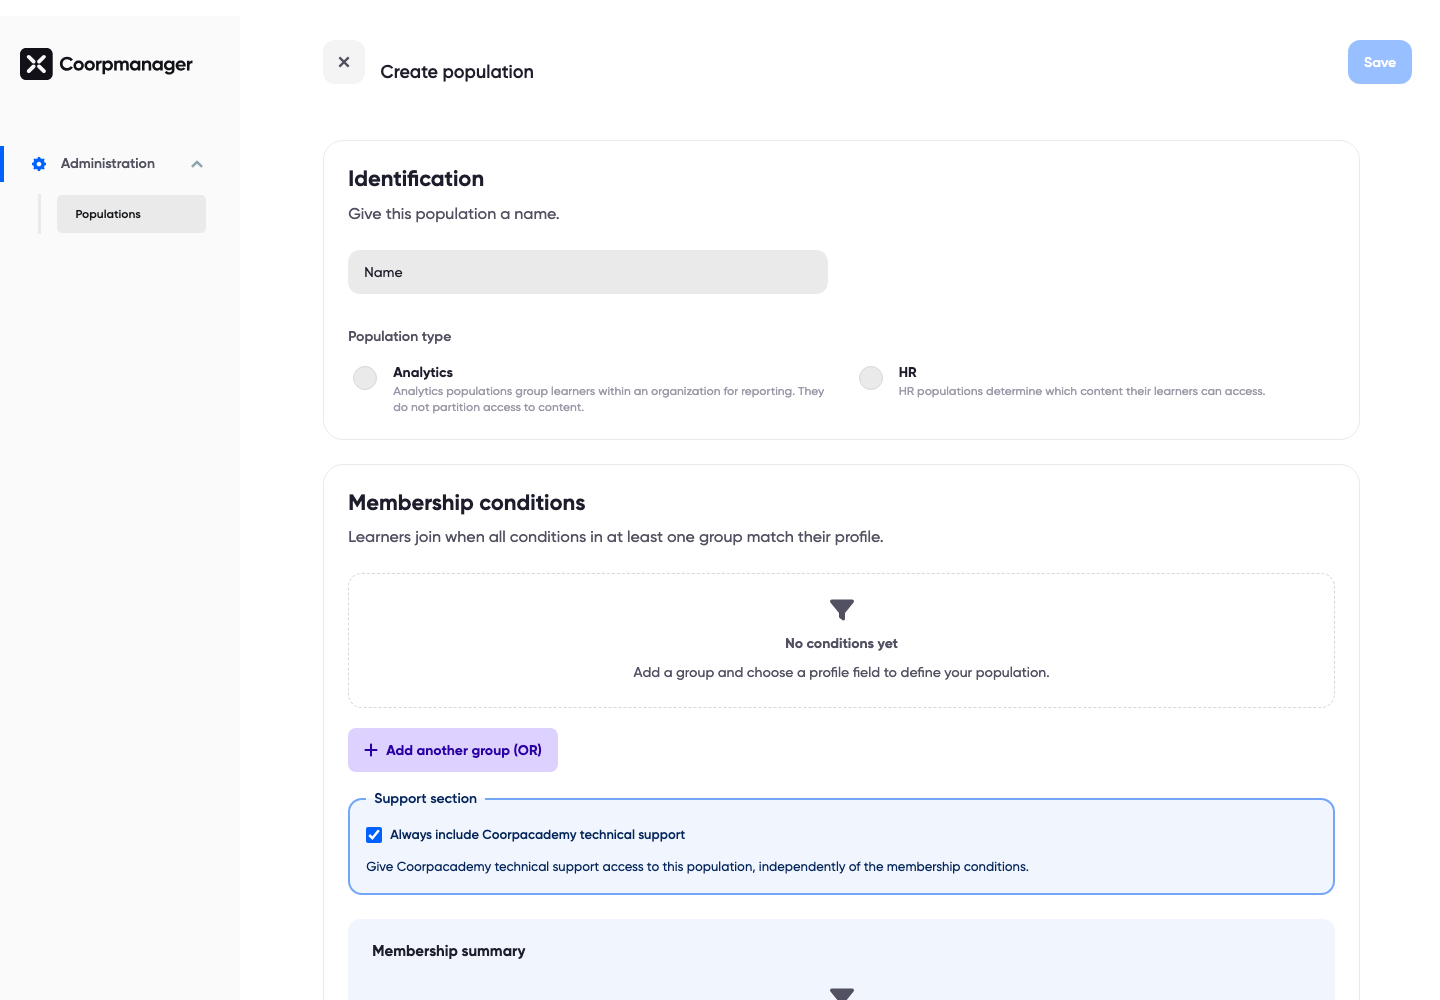 Coorpmanager
Create population
Save
Administration
Populations
Identification
Give this population a name.
Name
Population type
Analytics
Analytics populations group learners within an organization for reporting. They
do not partition access to content.
HR
HR populations determine which content their learners can access.
Membership conditions
Learners join when all conditions in at least one group match their profile.
No conditions yet
Add a group and choose a profile field to define your population.
Add another group (OR)
Support section
Always include Coorpacademy technical support
Give Coorpacademy technical support access to this population, independently of the membership conditions.
Membership summary